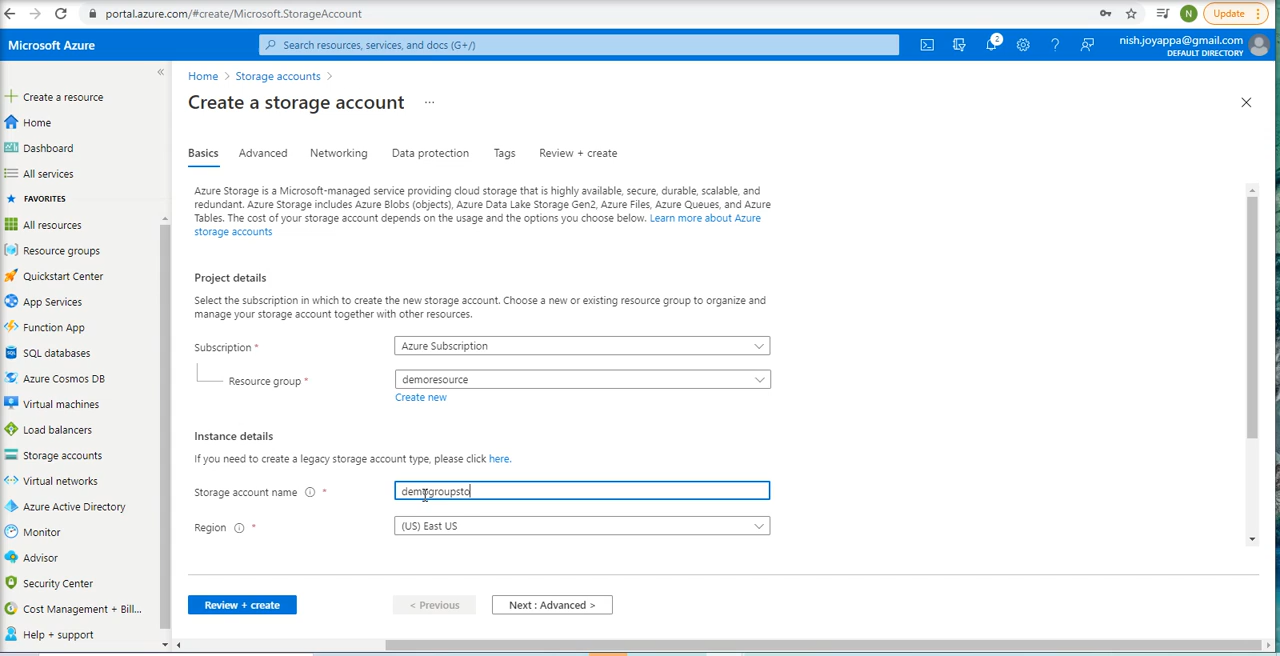 portal.azure.com/#create/Microsoft.StorageAccount
N
Update
Microsoft Azure
Search resources, services, and docs (G+/)
2
nish.joyappa@gmail.com
DEFAULT DIRECTORY
Create a resource
Home
Dashboard
All services
FAVORITES
All resources
Resource groups
Quickstart Center
App Services
Function App
SQL databases
Azure Cosmos DB
Virtual machines
Load balancers
Storage accounts
Virtual networks
Azure Active Directory
Monitor
Advisor
Security Center
Cost Management + Bill...
Help + support
Home > Storage accounts >
Create a storage account ...
Basics Advanced Networking Data protection Tags Review + create
Azure Storage is a Microsoft-managed service providing cloud storage that is highly available, secure, durable, scalable, and
redundant. Azure Storage includes Azure Blobs (objects), Azure Data Lake Storage Gen2, Azure Files, Azure Queues, and Azure
Tables. The cost of your storage account depends on the usage and the options you choose below. Learn more about Azure
storage accounts
Project details
Select the subscription in which to create the new storage account. Choose a new or existing resource group to organize and
manage your storage account together with other resources.
Subscription * Azure Subscription
Resource group * demoresource
Create new
Instance details
If you need to create a legacy storage account type, please click here.
Storage account name * demogroupsto
Region * (US) East US
Review + create < Previous Next : Advanced >